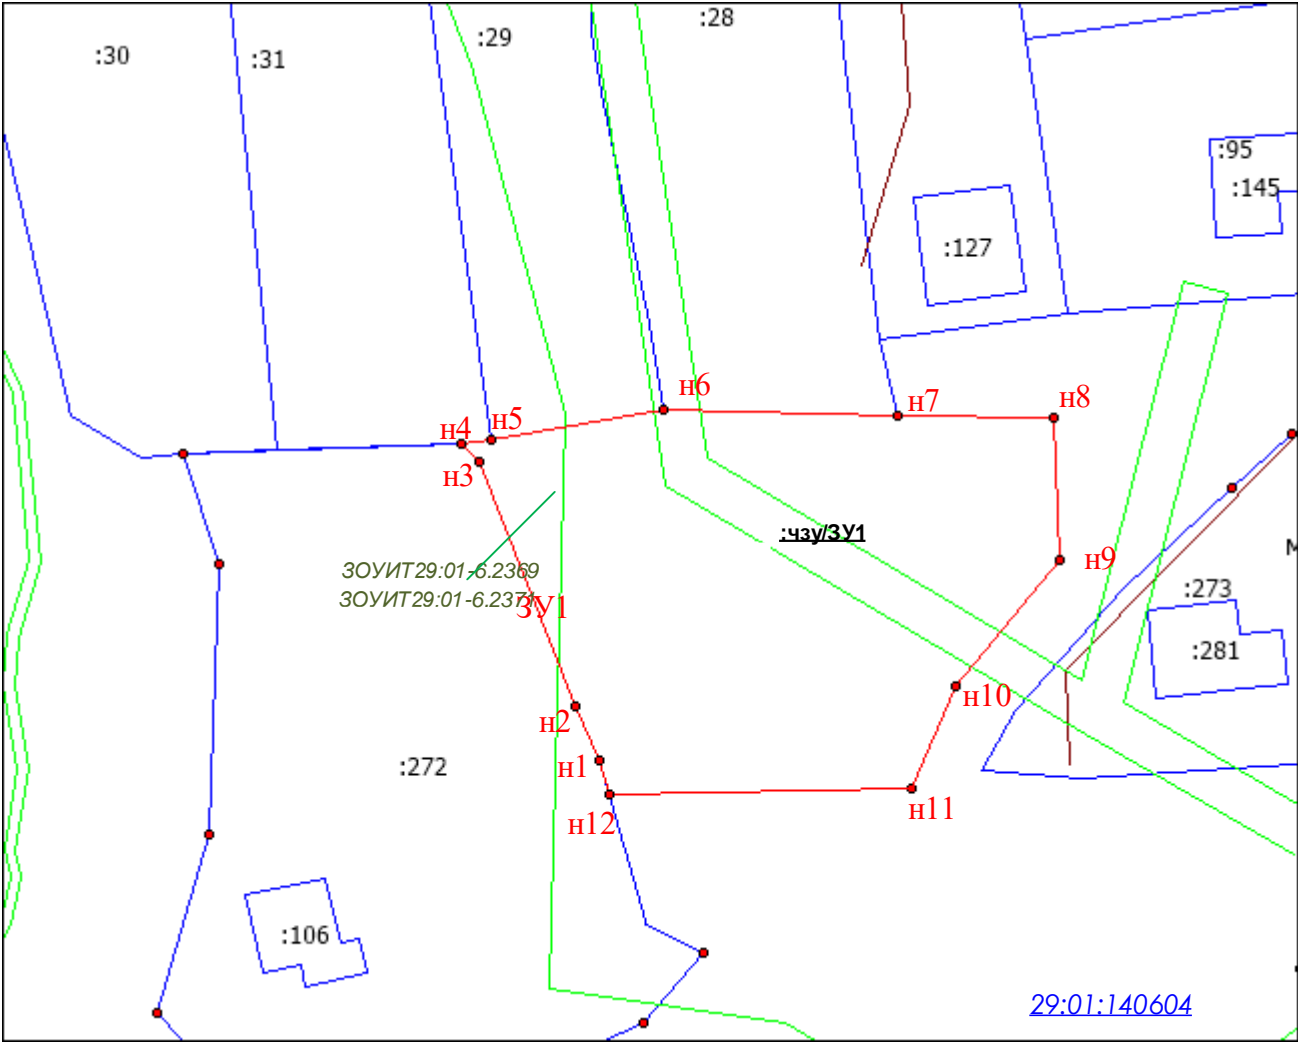 :28
:29
:30
:31
:95
:145
:127
н6
н7
н8
н5
н4
н3
:чзу/ЗУ1
н9
ЗОУИТ29:01-6.2369
:273
ЗОУИТ29:01-6.2371
ЗУ1
:281
н10
н2
н1
:272
н11
н12
:106
29:01:140604